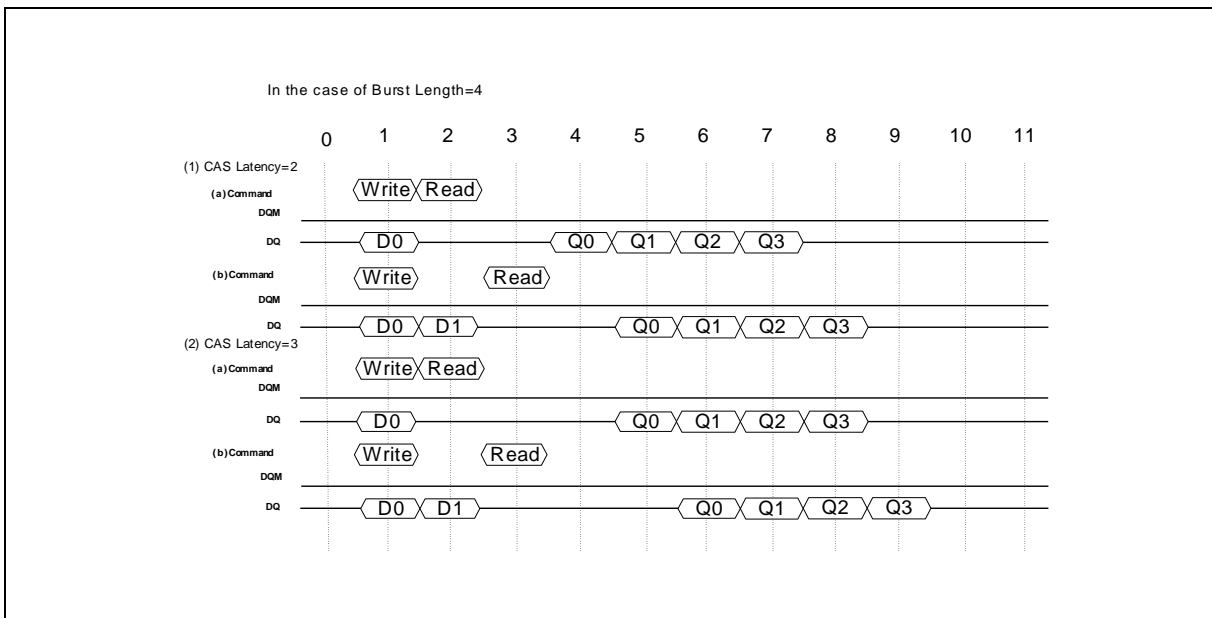 In the case of Burst Length=4
0 1 2 3 4 5 6 7 8 9 10 11
(1) CAS Latency=2
(a)Command Write Read
DQM
DQ D0 Q0 Q1 Q2 Q3
(b)Command Write Read
DQM
DQ D0 D1 Q0 Q1 Q2 Q3
(2) CAS Latency=3
(a)Command Write Read
DQM
DQ D0 Q0 Q1 Q2 Q3
(b)Command Write Read
DQM
DQ D0 D1 Q0 Q1 Q2 Q3